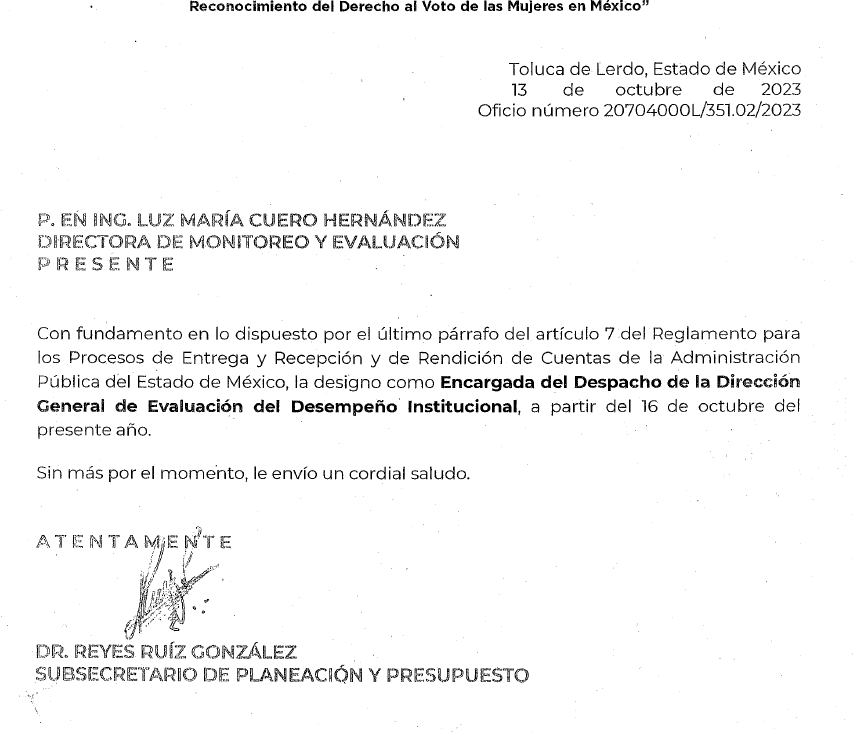 Reconocimiento del Derecho al Voto de las Mujeres en México”
Toluca de Lerdo, Estado de México
13 de octubre de 2023
Oficio número 20704000L/351.02/2023
P. EN ING. LUZ MARÍA CUERO HERNÁNDEZ
DIRECTORA DE MONITOREO Y EVALUACIÓN
P R E S E N T E
Con fundamento en lo dispuesto por el último párrafo del artículo 7 del Reglamento para
los Procesos de Entrega y Recepción y de Rendición de Cuentas de la Administración
Pública del Estado de México, la designo como Encargada del Despacho de la Dirección
General de Evaluación del Desempeño Institucional, a partir del 16 de octubre del
presente año.
Sin más por el momento, le envío un cordial saludo.
A T E N T A M E N T E
DR. REYES RUÍZ GONZÁLEZ
SUBSECRETARIO DE PLANEACIÓN Y PRESUPUESTO